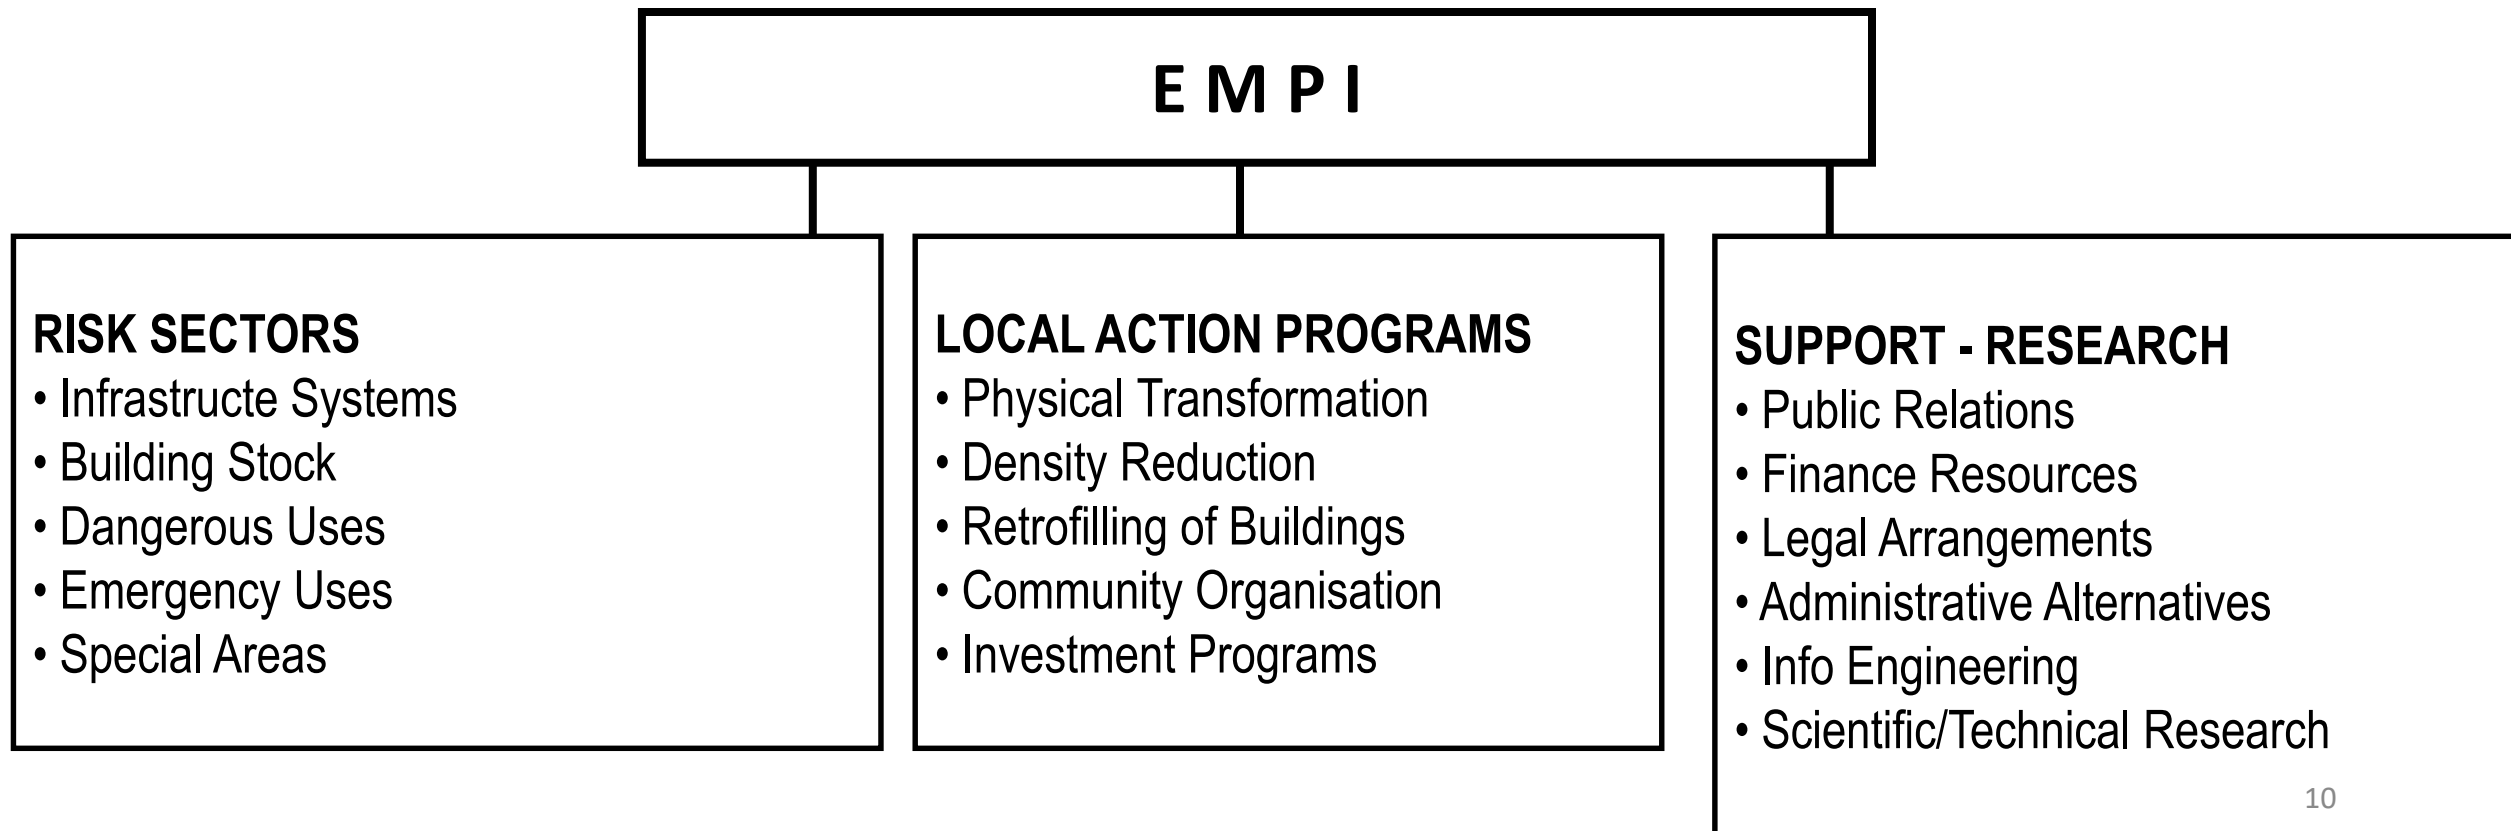 E M P I
RISK SECTORS
• Infrastructe Systems
• Building Stock
• Dangerous Uses
• Emergency Uses
• Special Areas
LOCAL ACTION PROGRAMS
• Physical Transformation
• Density Reduction
• Retrofilling of Buildings
• Community Organisation
• Investment Programs
SUPPORT - RESEARCH
• Public Relations
• Finance Resources
• Legal Arrangements
• Administrative Alternatives
• Info Engineering
• Scientific/Technical Research
10